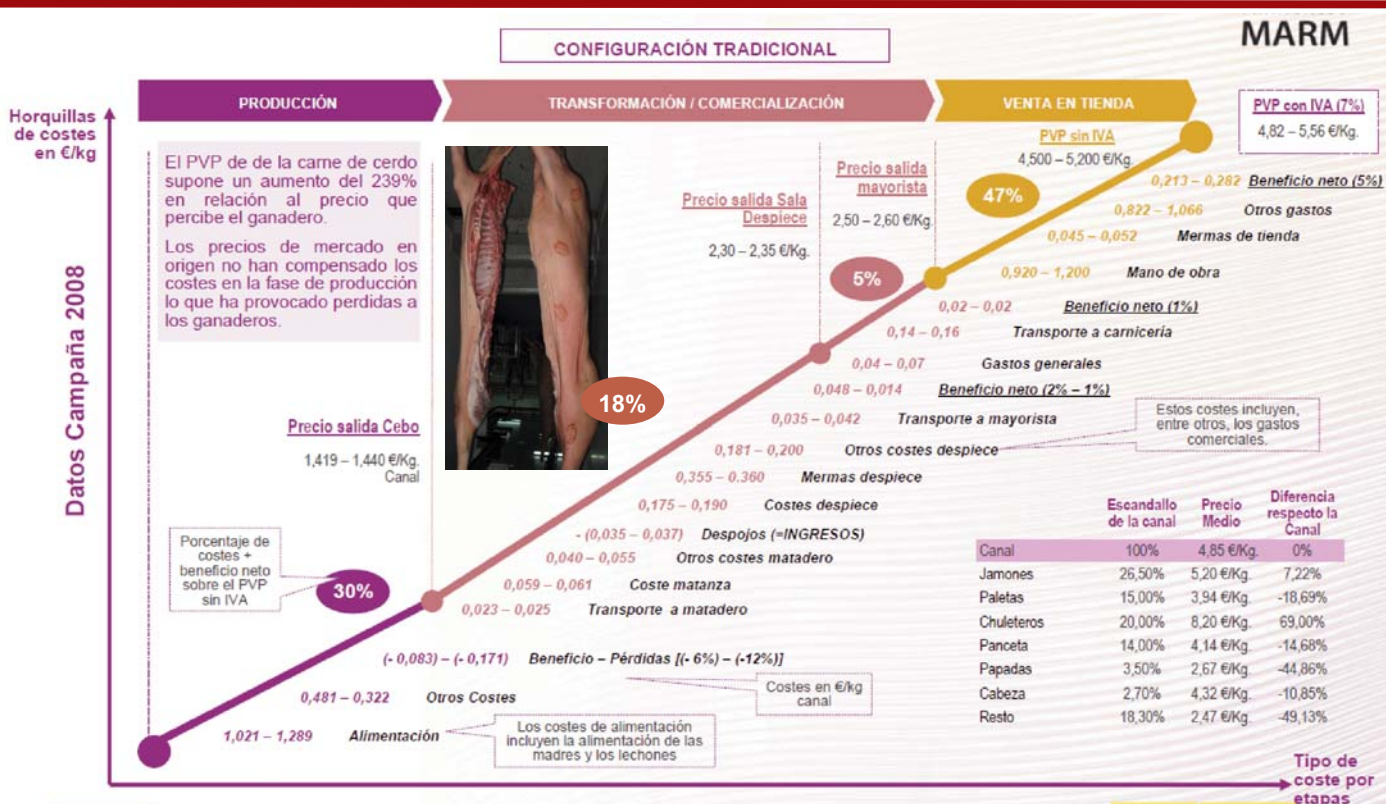 MARM
CONFIGURACIÓN TRADICIONAL
PRODUCCIÓN
TRANSFORMACIÓN / COMERCIALIZACIÓN
VENTA EN TIENDA
Horquillas
de costes
en €/kg
Datos Campaña 2008
El PVP de de la carne de cerdo
supone un aumento del 239%
en relación al precio que
percibe el ganadero.
Los precios de mercado en
origen no han compensado los
costes en la fase de producción
lo que ha provocado perdidas a
los ganaderos.
PVP con IVA (7%)
4,82 – 5,56 €/Kg.
PVP sin IVA
4,500 – 5,200 €/Kg.
47%
0,213 – 0,282 Beneficio neto (5%)
0,822 – 1,066 Otros gastos
0,045 – 0,052 Mermas de tienda
0,920 – 1,200 Mano de obra
Precio salida
mayorista
2,50 – 2,60 €/Kg.
5%
0,02 – 0,02 Beneficio neto (1%)
0,14 – 0,16 Transporte a carnicería
0,04 – 0,07 Gastos generales
Precio salida Sala
Despiece
2,30 – 2,35 €/Kg.
18%
0,048 – 0,014 Beneficio neto (2% – 1%)
0,035 – 0,042 Transporte a mayorista
0,181 – 0,200 Otros costes despiece
Estos costes incluyen,
entre otros, los gastos
comerciales.
0,355 – 0.360 Mermas despiece
0,175 – 0,190 Costes despiece
- (0,035 – 0,037) Despojos (=INGRESOS)
0,040 – 0,055 Otros costes matadero
0,059 – 0,061 Coste matanza
0,023 – 0,025 Transporte a matadero
Precio salida Cebo
1,419 – 1,440 €/Kg.
Canal
Porcentaje de
costes +
beneficio neto
sobre el PVP
sin IVA
30%
(- 0,083) – (- 0,171) Beneficio – Pérdidas [(- 6%) – (-12%)]
Costes en €/kg
canal
0,481 – 0,322 Otros Costes
1,021 – 1,289 Alimentación
Los costes de alimentación
incluyen la alimentación de las
madres y los lechones
Escandallo
de la canal
Precio
Medio
Diferencia
respecto la
Canal
Canal 100% 4,85 €/Kg. 0%
Jamones 26,50% 5,20 €/Kg. 7,22%
Paletas 15,00% 3,94 €/Kg. -18,69%
Chuleteros 20,00% 8,20 €/Kg. 69,00%
Panceta 14,00% 4,14 €/Kg. -14,68%
Papadas 3,50% 2,67 €/Kg. -44,86%
Cabeza 2,70% 4,32 €/Kg. -10,85%
Resto 18,30% 2,47 €/Kg. -49,13%
Tipo de
coste por
etapas